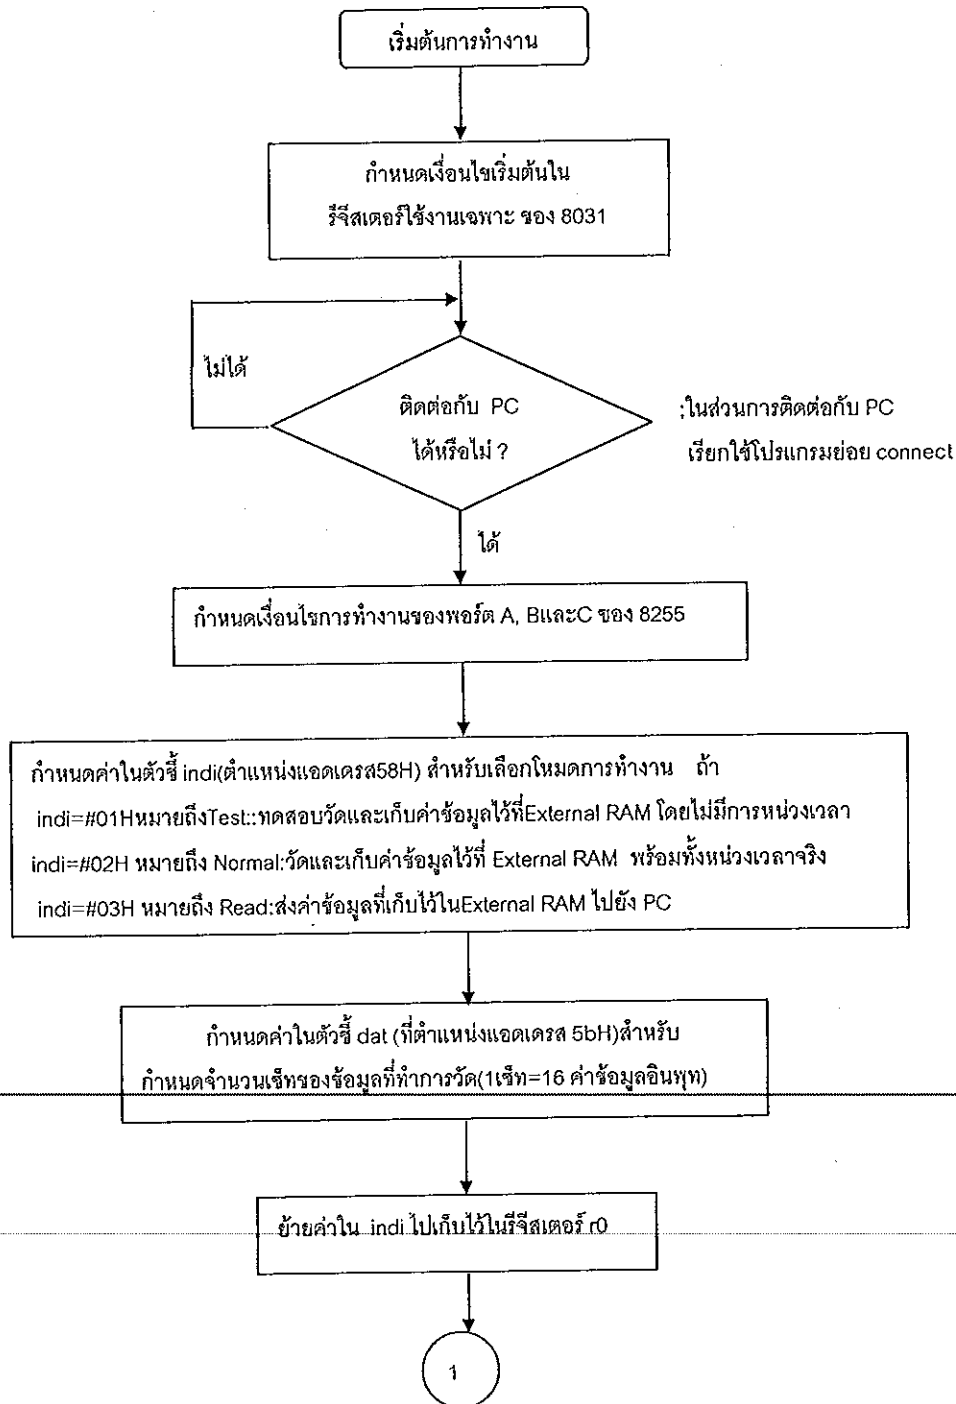 เริ่มต้นการทำงาน
กำหนดเงื่อนไขเริ่มต้นใน
รีจีสเตอร์ใช้งานเฉพาะ ของ 8031
ไม่ได้
ติดต่อกับ PC
ได้หรือไม่ ?
;ในส่วนการติดต่อกับ PC
เรียกใช้โปรแกรมย่อย connect
ได้
กำหนดเงื่อนไขการทำงานของพอร์ต A, BและC ของ 8255
กำหนดค่าในตัวชี้ indi(ตำแหน่งแอดเดรส58H) สำหรับเลือกโหมดการทำงาน ถ้า
indi=#01HหมายถึงTest::ทดสอบวัดและเก็บค่าข้อมูลไว้ที่External RAM โดยไม่มีการหน่วงเวลา
indi=#02H หมายถึง Normal:วัดและเก็บค่าข้อมูลไว้ที่ External RAM พร้อมทั้งหน่วงเวลาจริง
indi=#03H หมายถึง Read:ส่งค่าข้อมูลที่เก็บไว้ในExternal RAM ไปยัง PC
กำหนดค่าในตัวชี้ dat (ที่ตำแหน่งแอดเดรส 5bH)สำหรับ
กำหนดจำนวนเซ็ทของข้อมูลที่ทำการวัด(1เซ็ท=16 ค่าข้อมูลอินพุท)
ย้ายค่าใน indi ไปเก็บไว้ในรีจีสเตอร์ r0
1